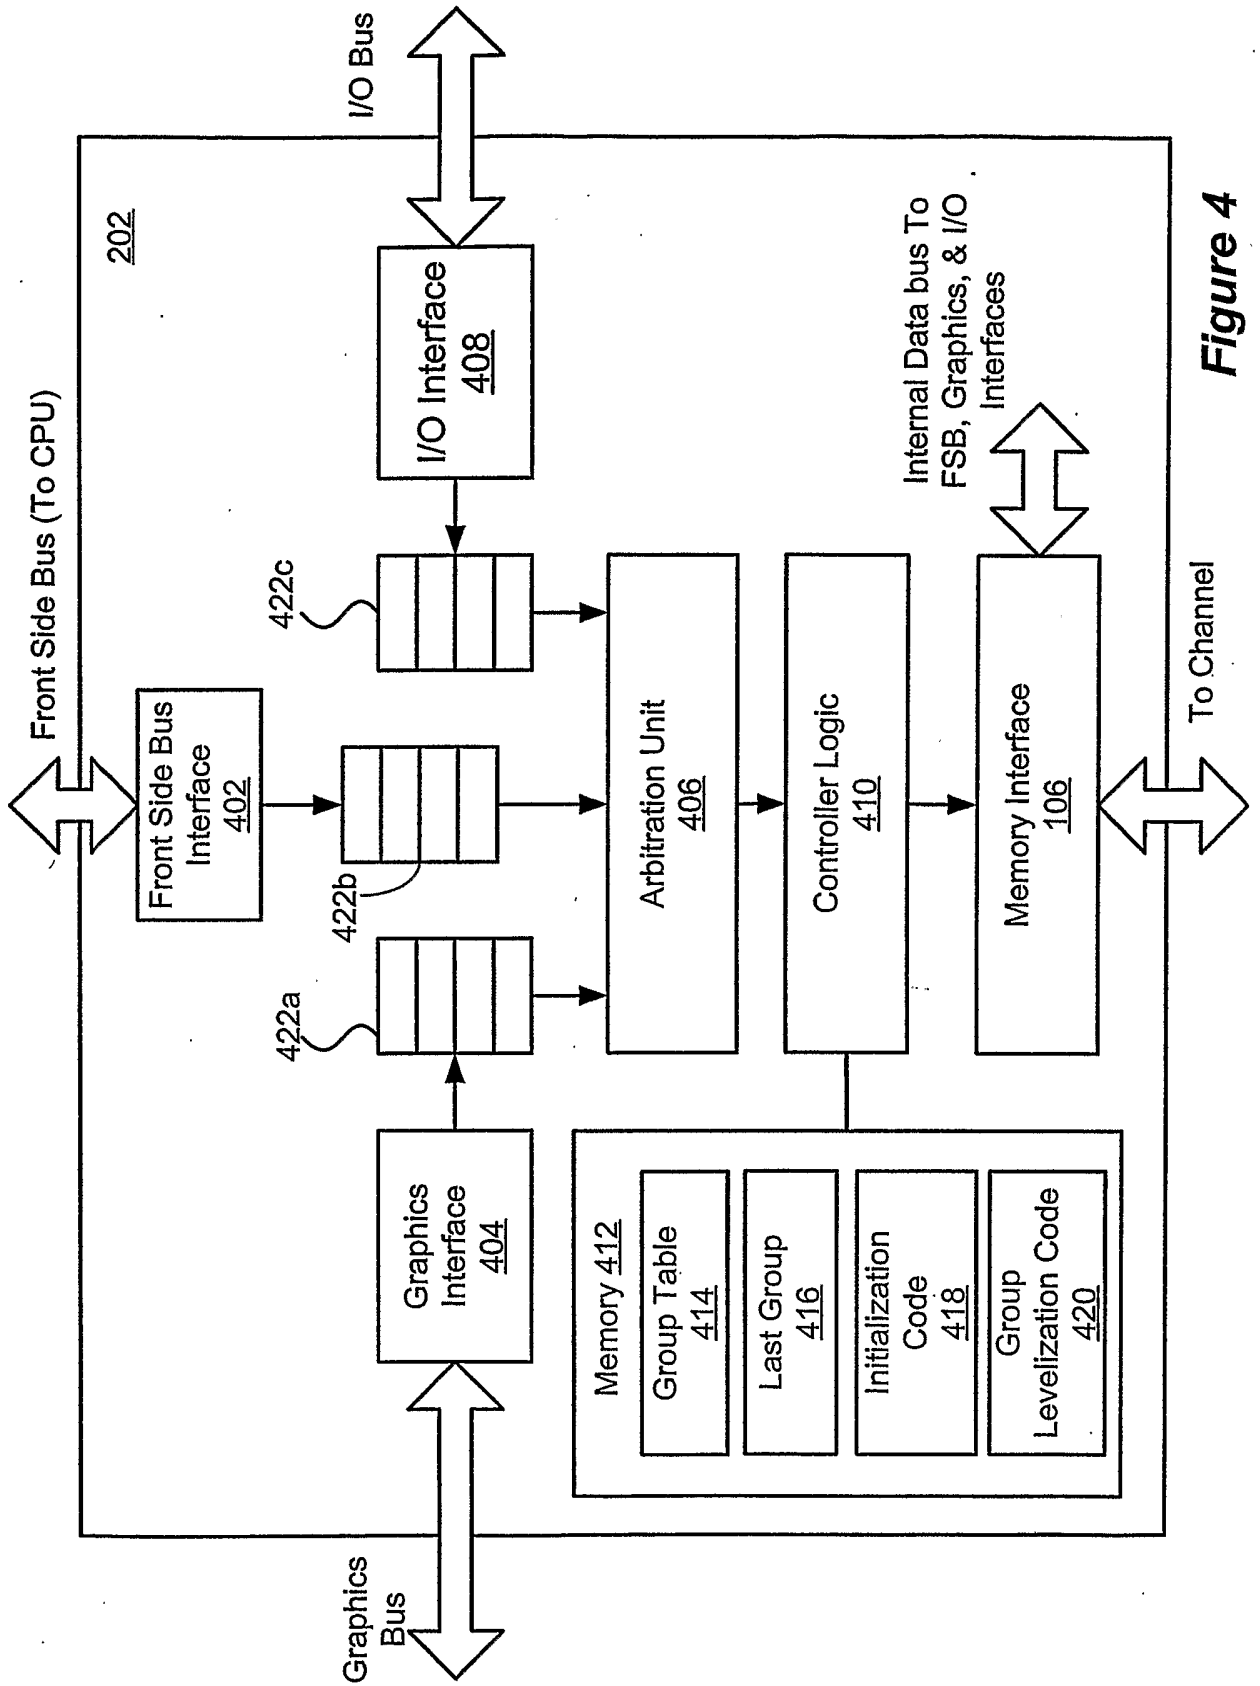 Front Side Bus (To CPU)
202
Front Side Bus
Interface
402
Graphics
Bus
I/O Bus
422a
422b
422c
Graphics
Interface
404
I/O Interface
408
Arbitration Unit
406
Memory 412
Group Table
414
Last Group
416
Initialization
Code
418
Group
Levelization Code
420
Controller Logic
410
Internal Data bus To
FSB, Graphics, & I/O
Interfaces
Memory Interface
106
To Channel
Figure 4